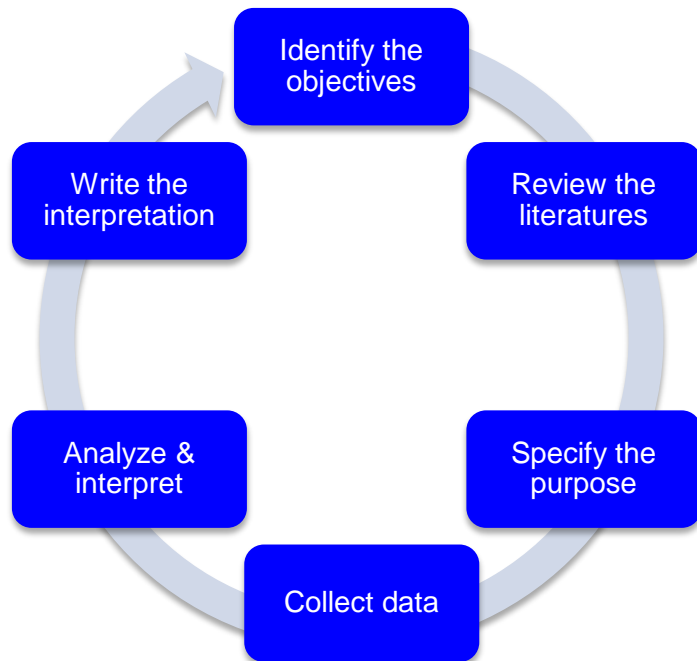 Identify the
objectives
Review the
literatures
Specify the
purpose
Collect data
Analyze &
interpret
Write the
interpretation